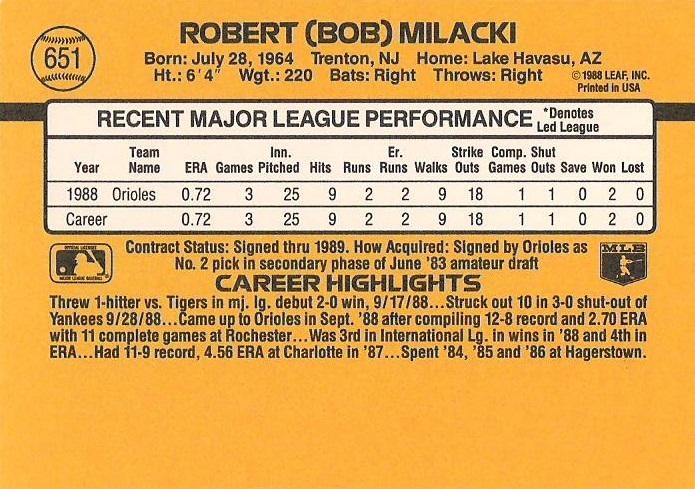 651
ROBERT (BOB) MILACKI
Born: July 28, 1964 Trenton, NJ Home: Lake Havasu, AZ
Ht.: 6'4" Wgt.: 220 Bats: Right Throws: Right
© 1988 LEAF, INC.
Printed in USA
RECENT MAJOR LEAGUE PERFORMANCE *Denotes Led League
Year Team Name ERA Games Inn. Pitched Hits Runs Er. Runs Walks Strike Outs Comp. Games Shut Outs Save Won Lost
1988 Orioles 0.72 3 25 9 2 2 9 18 1 1 0 2 0
Career 0.72 3 25 9 2 2 9 18 1 1 0 2 0
Contract Status: Signed thru 1989. How Acquired: Signed by Orioles as
No. 2 pick in secondary phase of June '83 amateur draft
MLB
CAREER HIGHLIGHTS
Threw 1-hitter vs. Tigers in mj. lg. debut 2-0 win, 9/17/88...Struck out 10 in 3-0 shut-out of
Yankees 9/28/88...Came up to Orioles in Sept. '88 after compiling 12-8 record and 2.70 ERA
with 11 complete games at Rochester...Was 3rd in International Lg. in wins in '88 and 4th in
ERA...Had 11-9 record, 4.56 ERA at Charlotte in '87...Spent '84, '85 and '86 at Hagerstown.